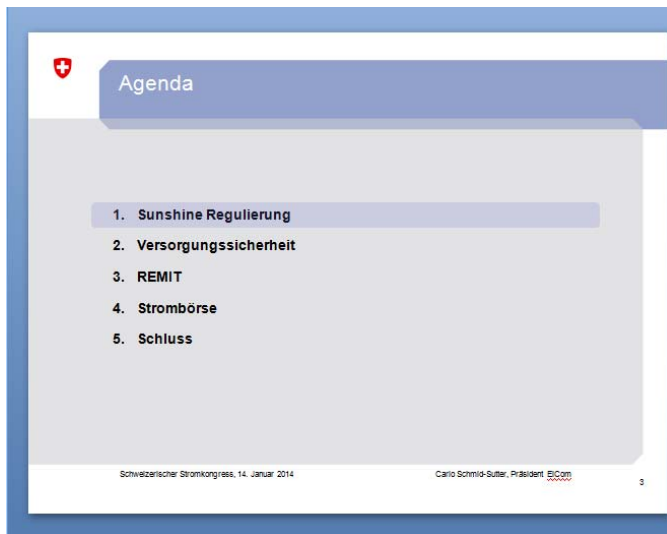 Agenda
1. Sunshine Regulierung
2. Versorgungssicherheit
3. REMIT
4. Strombörse
5. Schluss
Schweizerischer Stromkongress, 14. Januar 2014
Carlo Schmid-Sutter, Präsident ElCom
3